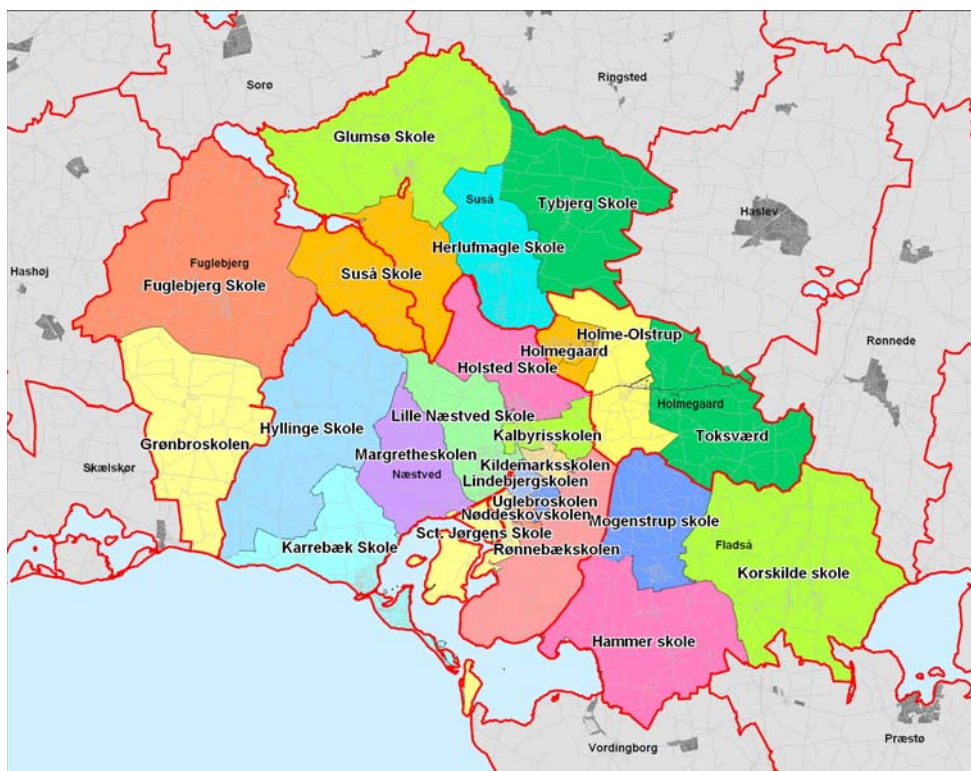 Ringsted
Sorø
Glumsø Skole
Suså
Tybjerg Skole
Haslev
Herlufmagle Skole
Fuglebjerg
Suså Skole
Hashøj
Fuglebjerg Skole
Holme-Olstrup
Rønnede
Holmegaard
Holsted Skole
Holmegaard
Lille Næstved Skole
Toksværd
Hyllinge Skole
Kalbyrisskolen
Grønbroskolen
Margretheskolen
Skælskør
Kildemarksskolen
Næstved
Lindebjergskolen
Uglebroskolen
Nøddeskovskolen
Mogenstrup skole
Sct. Jørgens Skole
Karrebæk Skole
Rønnebækskolen
Fladså
Korskilde skole
Hammer skole
Præstø
Vordingborg